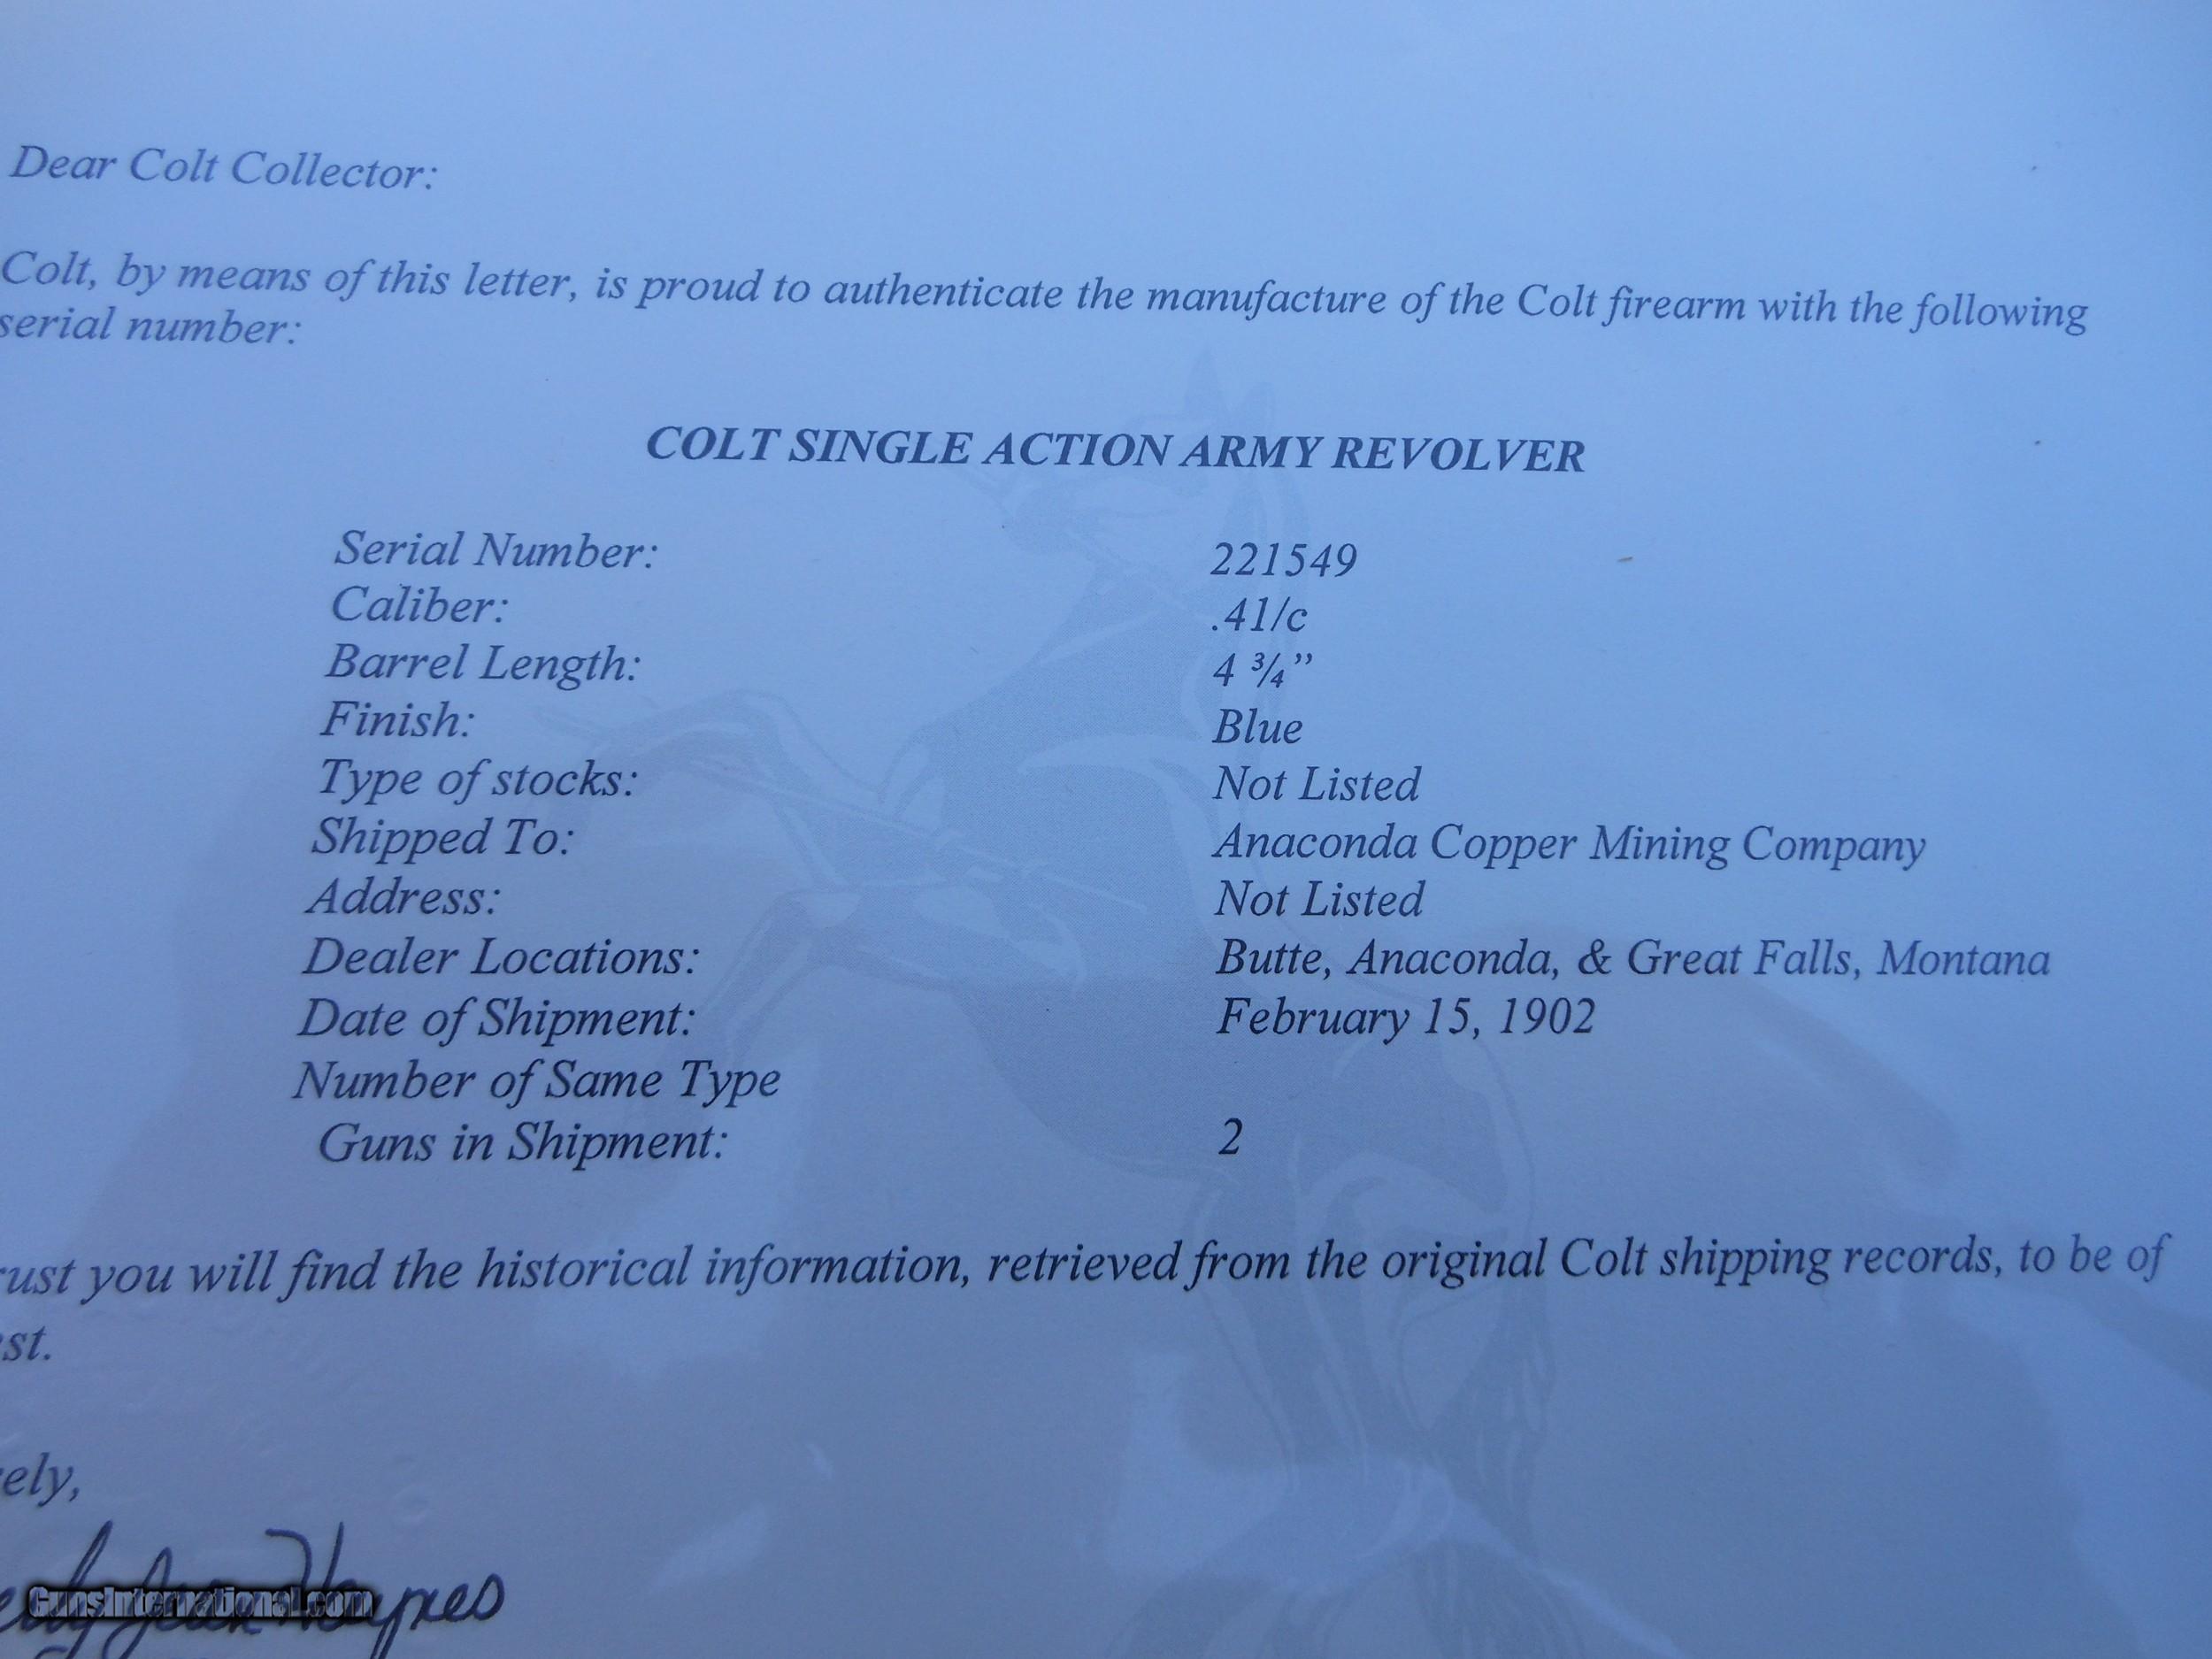 Dear Colt Collector:
Colt, by means of this letter, is proud to authenticate the manufacture of the Colt firearm with the following
serial number:
COLT SINGLE ACTION ARMY REVOLVER
Serial Number: 221549
Caliber: .41/c
Barrel Length: 4 ¾”
Finish: Blue
Type of stocks: Not Listed
Shipped To: Anaconda Copper Mining Company
Address: Not Listed
Dealer Locations: Butte, Anaconda, & Great Falls, Montana
Date of Shipment: February 15, 1902
Number of Same Type
Guns in Shipment: 2
rust you will find the historical information, retrieved from the original Colt shipping records, to be of
st.
ely,
Jean Haynes
GunsInternational.com